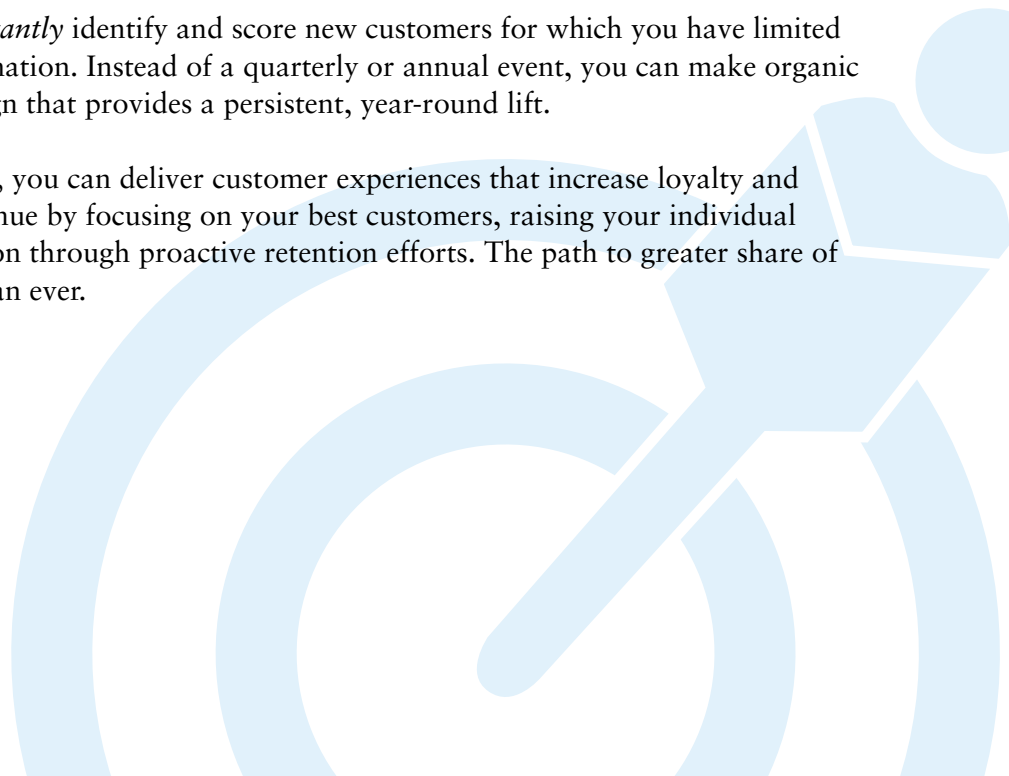 antly identify and score new customers for which you have limited
nation. Instead of a quarterly or annual event, you can make organic
gn that provides a persistent, year-round lift.
, you can deliver customer experiences that increase loyalty and
nue by focusing on your best customers, raising your individual
on through proactive retention efforts. The path to greater share of
an ever.